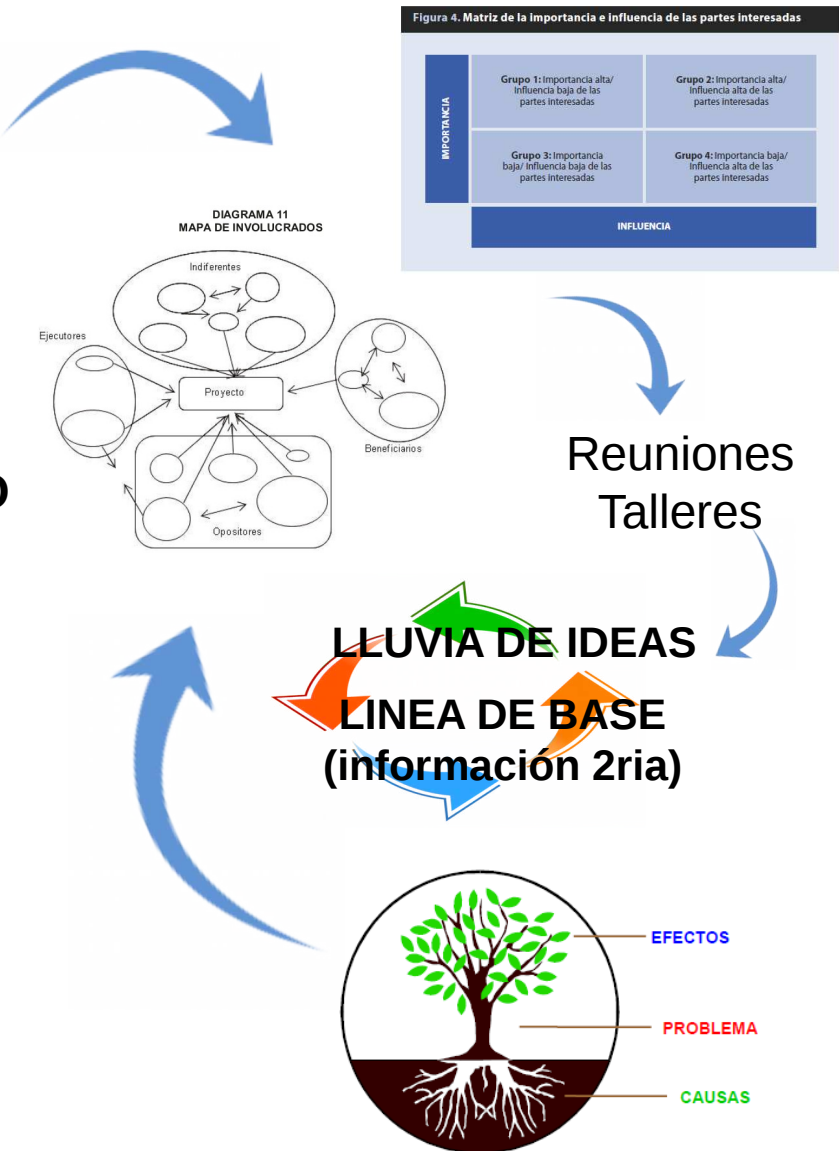 Figura 4. Matriz de la importancia e influencia de las partes interesadas
IMPORTANCIA
Grupo 1: Importancia alta/
Influencia baja de las
partes interesadas
Grupo 2: Importancia alta/
Influencia alta de las
partes interesadas
Grupo 3: Importancia
baja/ Influencia baja de las
partes interesadas
Grupo 4: Importancia baja/
Influencia alta de las
partes interesadas
INFLUENCIA
DIAGRAMA 11
MAPA DE INVOLUCRADOS
Indiferentes
Ejecutores
Proyecto
Beneficiarios
Opositores
Reuniones
Talleres
LLUVIA DE IDEAS
LINEA DE BASE
(información 2ria)
EFECTOS
PROBLEMA
CAUSAS